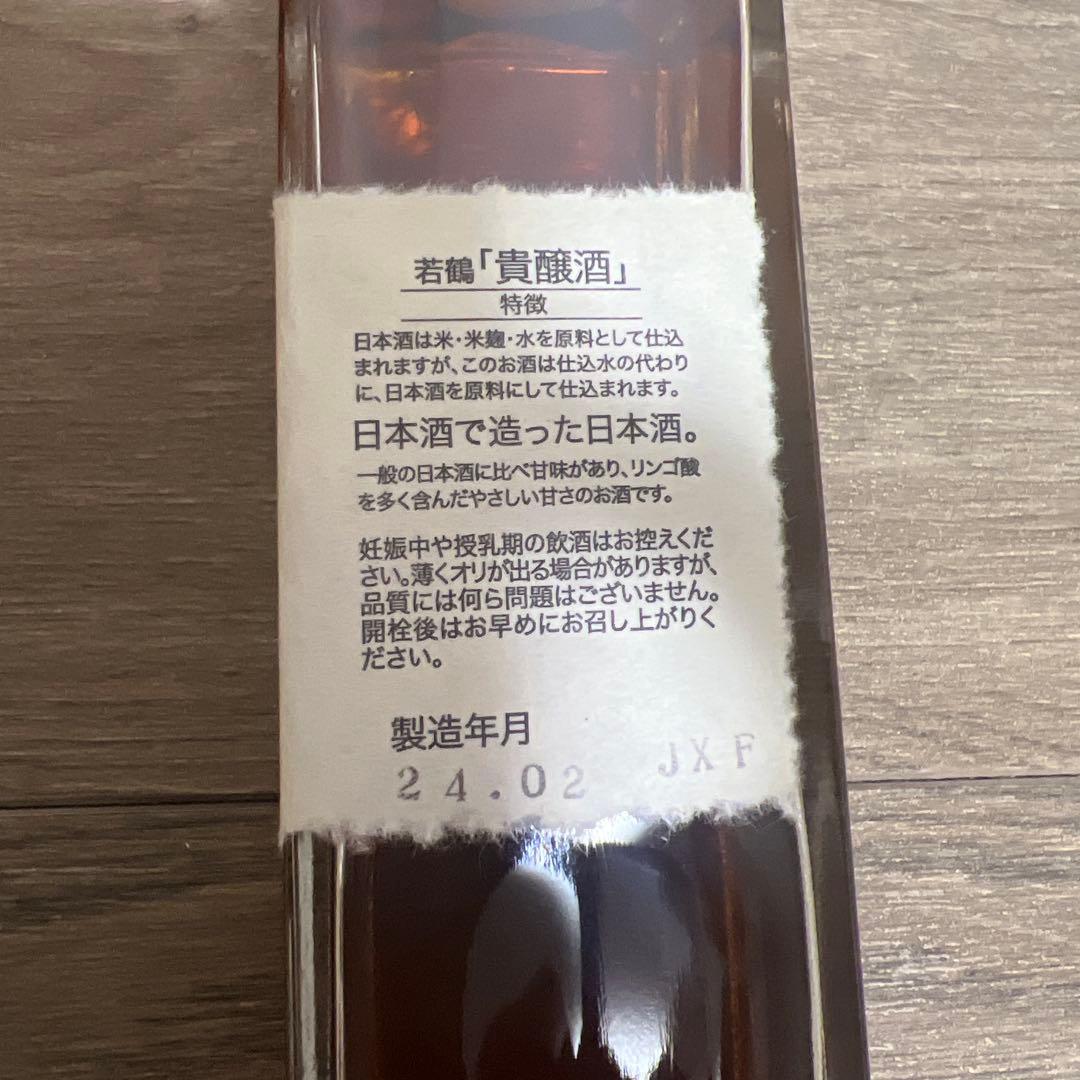 若鶴「貴醸酒」
特徴
日本酒は米・米麹・水を原料として仕込
まれますが、このお酒は仕込水の代わり
に、日本酒を原料にして仕込まれます。
日本酒で造った日本酒。
一般の日本酒に比べ甘味があり、リンゴ酸
を多く含んだやさしい甘さのお酒です。
妊娠中や授乳期の飲酒はお控えくだ
さい。薄くオリが出る場合がありますが、
品質には何ら問題はございません。
開栓後はお早めにお召し上がりく
ださい。
製造年月
24.02 JXF